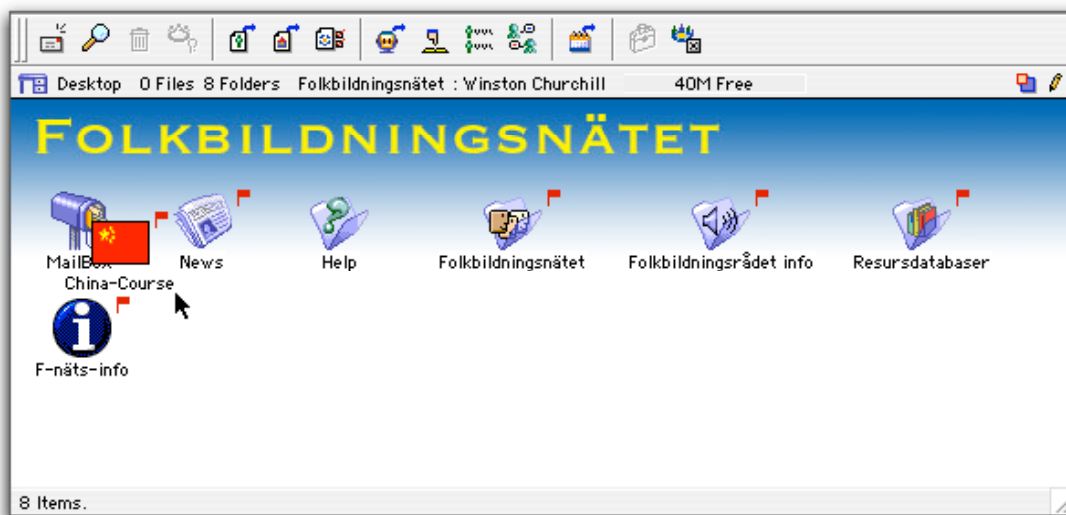 Desktop 0 Files 8 Folders Folkbildningsnätet : Winston Churchill 40M Free
FOLKBILDNINGSNÄTET
MailBox News Help Folkbildningsnätet Folkbildningsrådet info Resursdatabaser
China-Course
F-näts-info
8 Items.